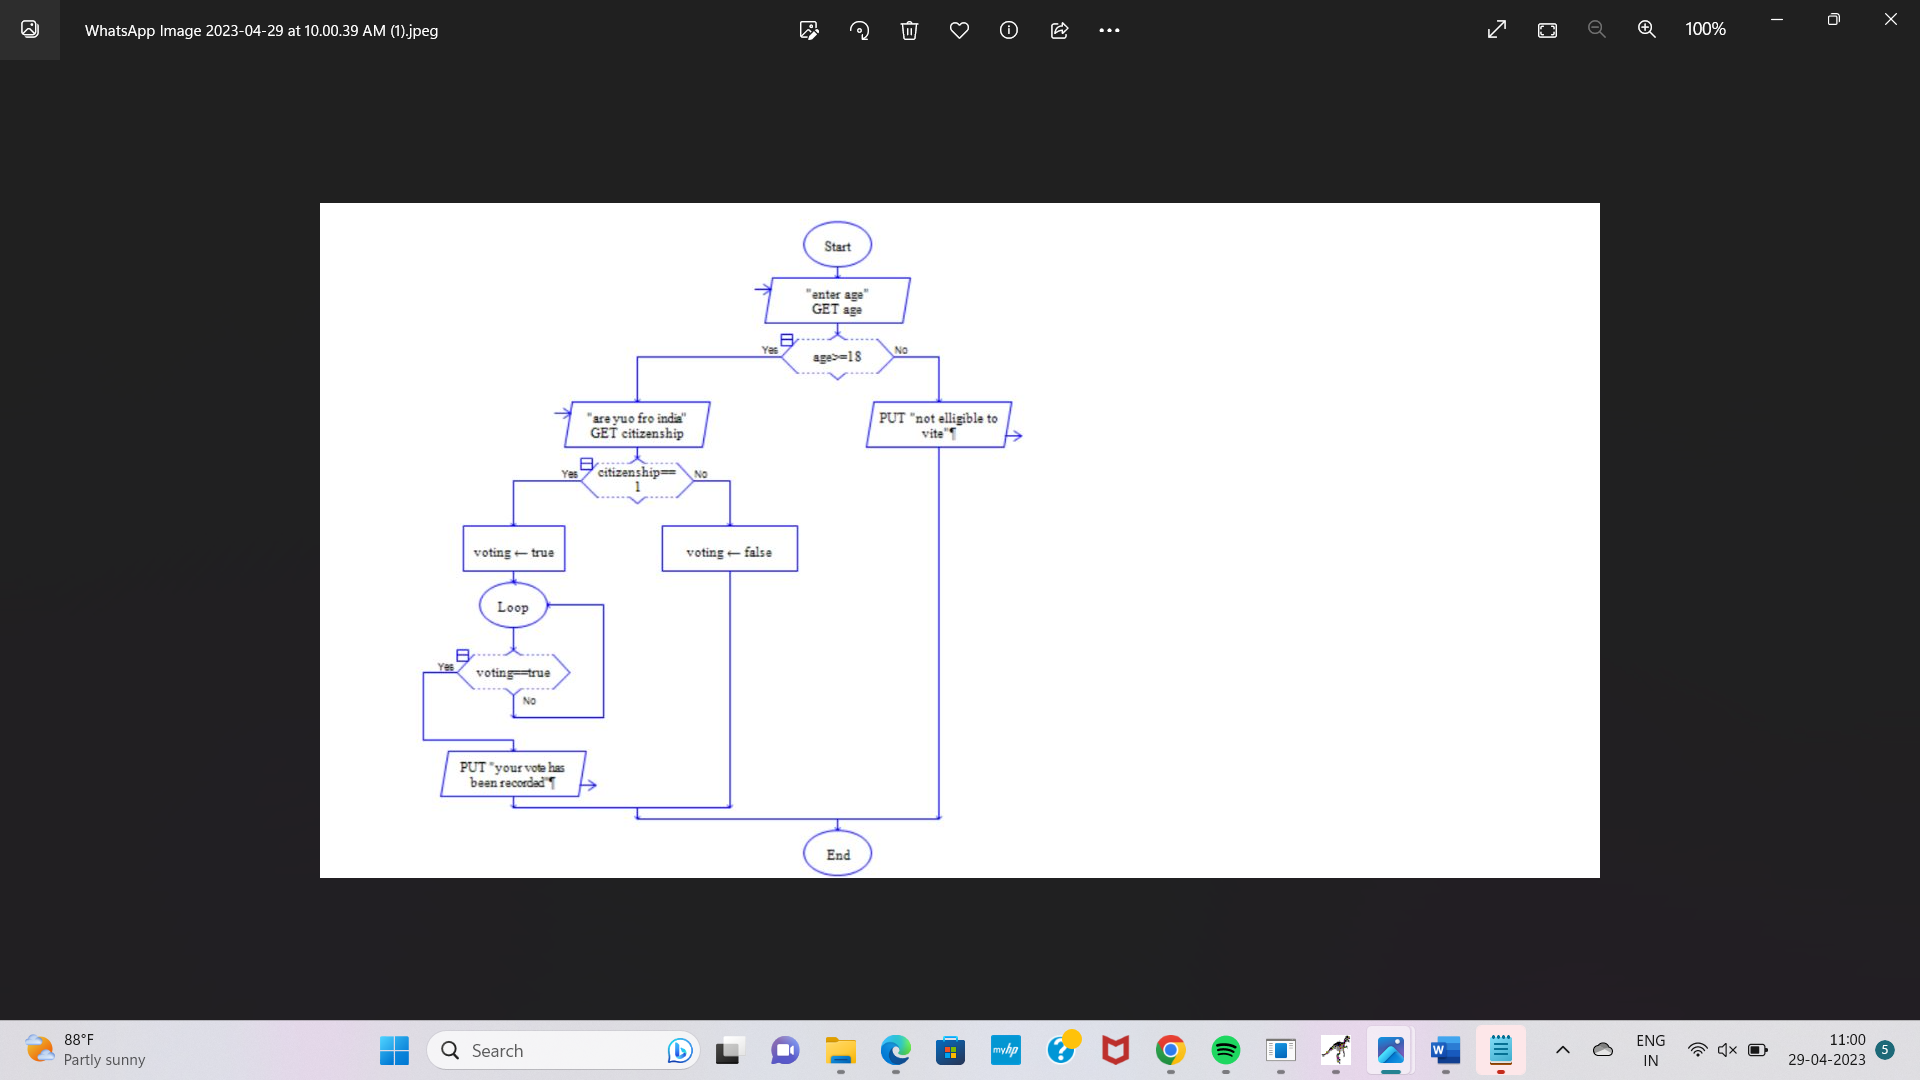 WhatsApp Image 2023-04-29 at 10.00.39 AM (1).jpeg
100%
Start
"enter age"
GET age
Yes
age>=18
No
"are yuo fro india"
GET citizenship
PUT "not elligible to
vite"¶
Yes
citizenship==
1
No
voting ← true
voting ← false
Loop
Yes
voting==true
No
PUT "your vote has
been recorded"¶
End
88°F
Partly sunny
Search
myhp
W
ENG
IN
11:00
29-04-2023
5